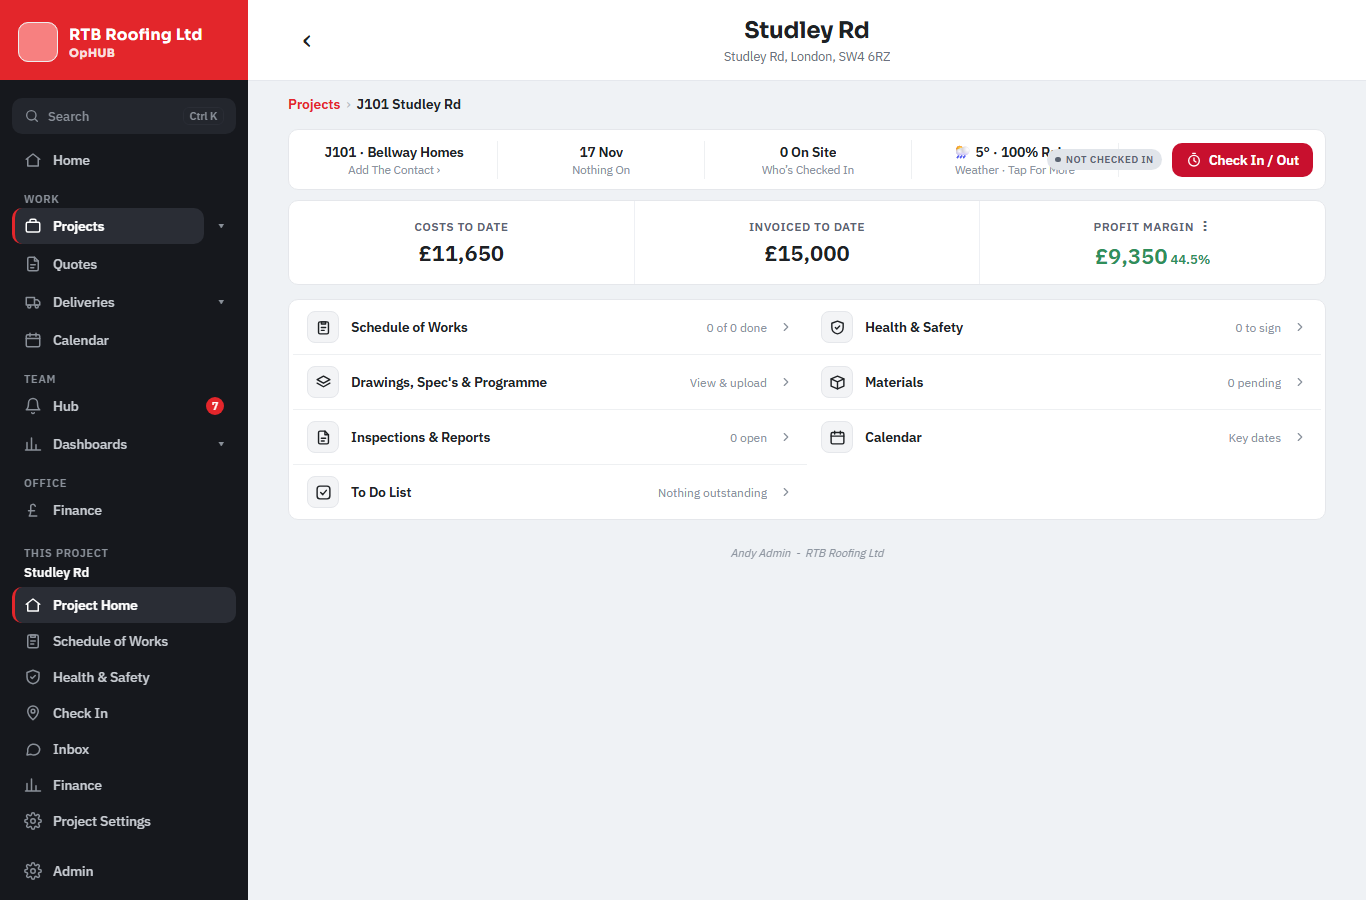 RTB Roofing Ltd
OpHUB
Search Ctrl K
Home
WORK
Projects
Quotes
Deliveries
Calendar
TEAM
Hub 7
Dashboards
OFFICE
Finance
THIS PROJECT
Studley Rd
Project Home
Schedule of Works
Health & Safety
Check In
Inbox
Finance
Project Settings
Admin
Studley Rd
Studley Rd, London, SW4 6RZ
Projects › J101 Studley Rd
J101 · Bellway Homes
Add The Contact ›
17 Nov
Nothing On
0 On Site
Who's Checked In
5° · 100%
Weather · Tap For More
NOT CHECKED IN
Check In / Out
COSTS TO DATE
£11,650
INVOICED TO DATE
£15,000
PROFIT MARGIN
£9,350 44.5%
Schedule of Works 0 of 0 done
Health & Safety 0 to sign
Drawings, Spec's & Programme View & upload
Materials 0 pending
Inspections & Reports 0 open
Calendar Key dates
To Do List Nothing outstanding
Andy Admin - RTB Roofing Ltd